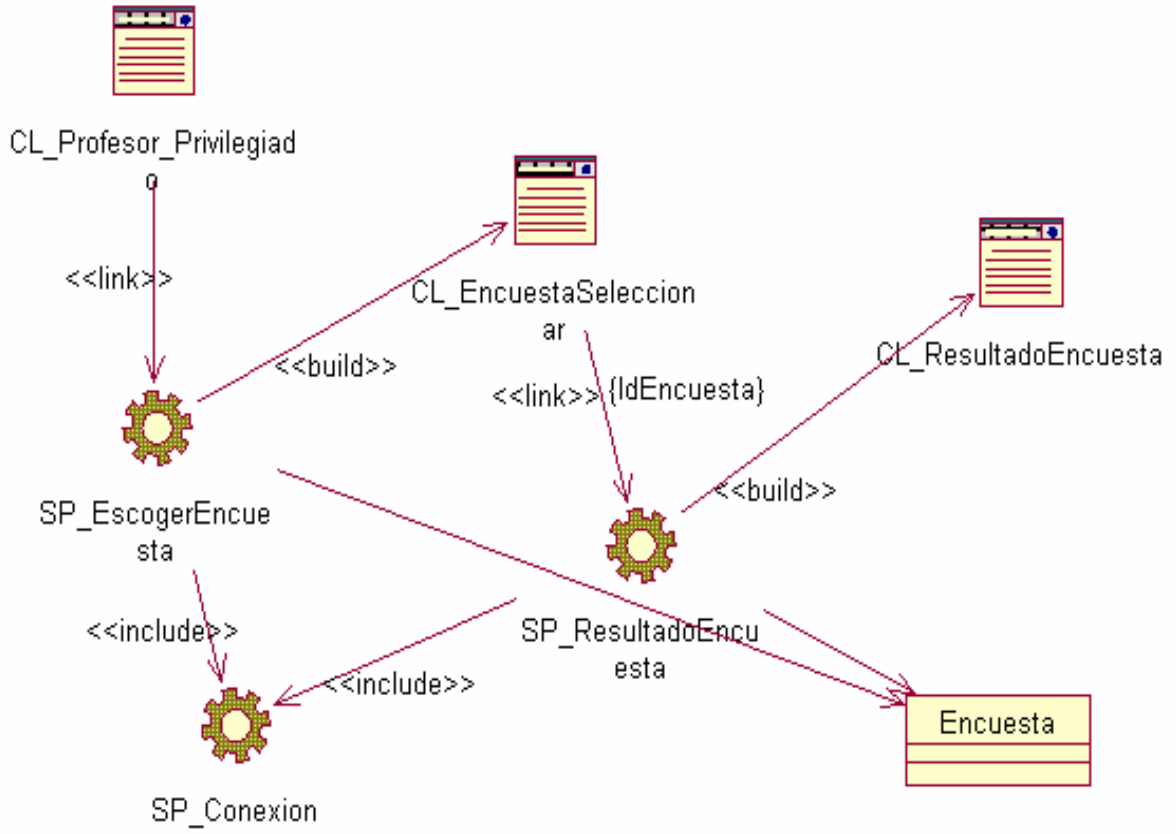 CL_Profesor_Privilegiad
o
<<link>>
CL_EncuestaSeleccion
ar
<<build>>
<<link>>
{IdEncuesta}
CL_ResultadoEncuesta
<<build>>
SP_EscogerEncue
sta
<<include>>
SP_ResultadoEncu
esta
<<include>>
Encuesta
SP_Conexion